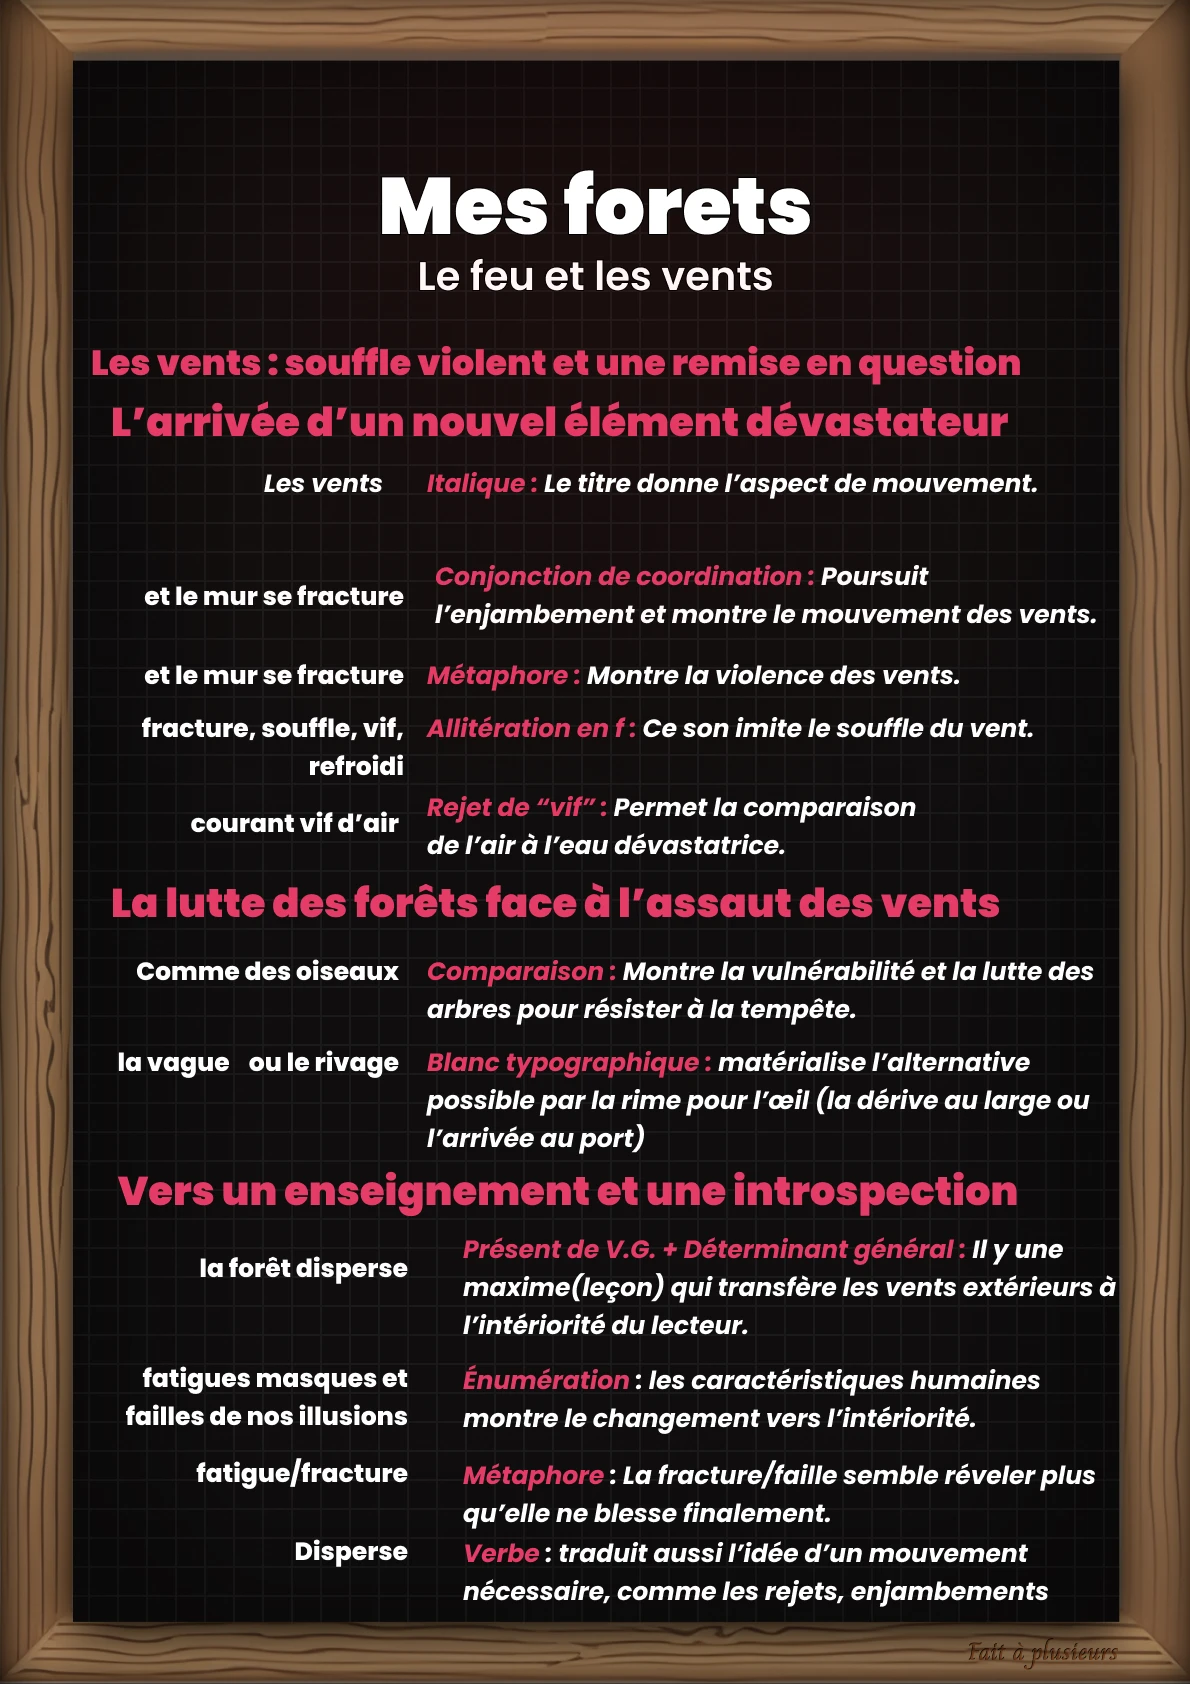 Mes forets
Le feu et les vents
Les vents : souffle violent et une remise en question
L’arrivée d’un nouvel élément dévastateur
Les vents Italique : Le titre donne l’aspect de mouvement.
et le mur se fracture Conjonction de coordination : Poursuit
l’enjambement et montre le mouvement des vents.
et le mur se fracture Métaphore : Montre la violence des vents.
fracture, souffle, vif, Allitération en f : Ce son imite le souffle du vent.
refroidi
courant vif d’air Rejet de “vif” : Permet la comparaison
de l’air à l’eau dévastatrice.
La lutte des forêts face à l’assaut des vents
Comme des oiseaux Comparaison : Montre la vulnérabilité et la lutte des
arbres pour résister à la tempête.
la vague ou le rivage Blanc typographique : matérialise l’alternative
possible par la rime pour l’œil (la dérive au large ou
l’arrivée au port)
Vers un enseignement et une introspection
la forêt disperse Présent de V.G. + Déterminant général : Il y une
maxime(leçon) qui transfère les vents extérieurs à
l’intériorité du lecteur.
fatigues masques et Énumération : les caractéristiques humaines
failles de nos illusions montre le changement vers l’intériorité.
fatigue/fracture Métaphore : La fracture/faille semble réveler plus
qu’elle ne blesse finalement.
Disperse Verbe : traduit aussi l’idée d’un mouvement
nécessaire, comme les rejets, enjambements
Fait à plusieurs